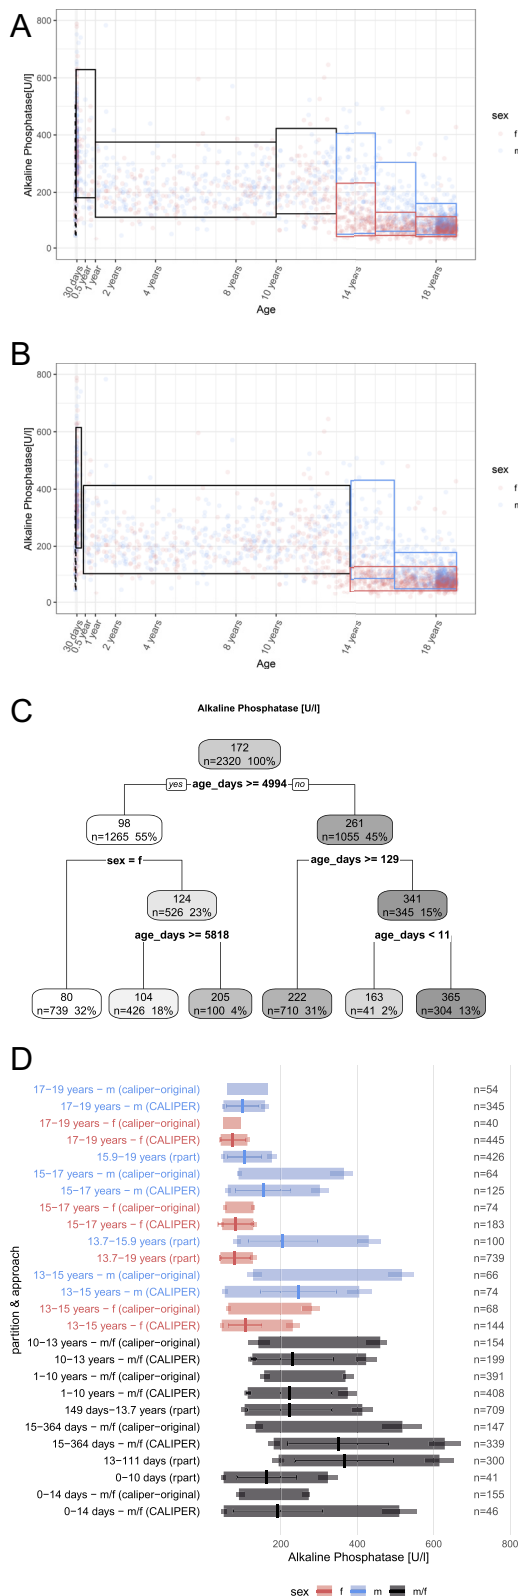 A
Alkaline Phosphatase[U/l]
800
600
400
200
0
30 days
0.5 year
1 year
2 years
4 years
8 years
10 years
14 years
18 years
Age
sex
f
m
B
Alkaline Phosphatase[U/l]
800
600
400
200
0
30 days
0.5 year
1 year
2 years
4 years
8 years
10 years
14 years
18 years
Age
sex
f
m
C
Alkaline Phosphatase [U/l]
172
n=2320 100%
yes age_days >= 4994 no
98
n=1265 55%
261
n=1055 45%
sex = f
age_days >= 129
124
n=526 23%
341
n=345 15%
age_days >= 5818
age_days < 11
80
n=739 32%
104
n=426 18%
205
n=100 4%
222
n=710 31%
163
n=41 2%
365
n=304 13%
D
partition & approach
17−19 years − m (caliper−original) n=54
17−19 years − m (CALIPER) n=345
17−19 years − f (caliper−original) n=40
17−19 years − f (CALIPER) n=445
15.9−19 years (rpart) n=426
15−17 years − m (caliper−original) n=64
15−17 years − m (CALIPER) n=125
15−17 years − f (caliper−original) n=74
15−17 years − f (CALIPER) n=183
13.7−15.9 years (rpart) n=100
13.7−19 years (rpart) n=739
13−15 years − m (caliper−original) n=66
13−15 years − m (CALIPER) n=74
13−15 years − f (caliper−original) n=68
13−15 years − f (CALIPER) n=144
10−13 years − m/f (caliper−original) n=154
10−13 years − m/f (CALIPER) n=199
1−10 years − m/f (caliper−original) n=391
1−10 years − m/f (CALIPER) n=408
149 days−13.7 years (rpart) n=709
15−364 days − m/f (caliper−original) n=147
15−364 days − m/f (CALIPER) n=339
13−111 days (rpart) n=300
0−10 days (rpart) n=41
0−14 days − m/f (caliper−original) n=155
0−14 days − m/f (CALIPER) n=46
200 400 600 800
Alkaline Phosphatase [U/l]
sex f m m/f